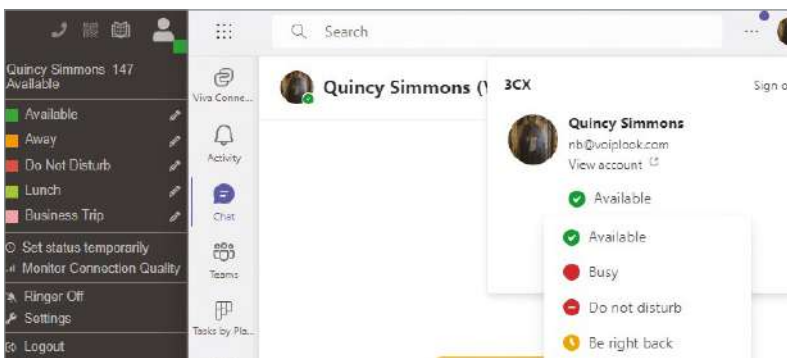 Quincy Simmons 147
Available
Available
Away
Do Not Disturb
Lunch
Business Trip
Set status temporarily
Monitor Connection Quality
Ringer Off
Settings
Logout
Viva Conne...
Activity
Chat
Teams
Tasks by Pla...
Search
...
Quincy Simmons (
3CX
Sign o
Quincy Simmons
nb@voiplook.com
View account
Available
Available
Busy
Do not disturb
Be right back